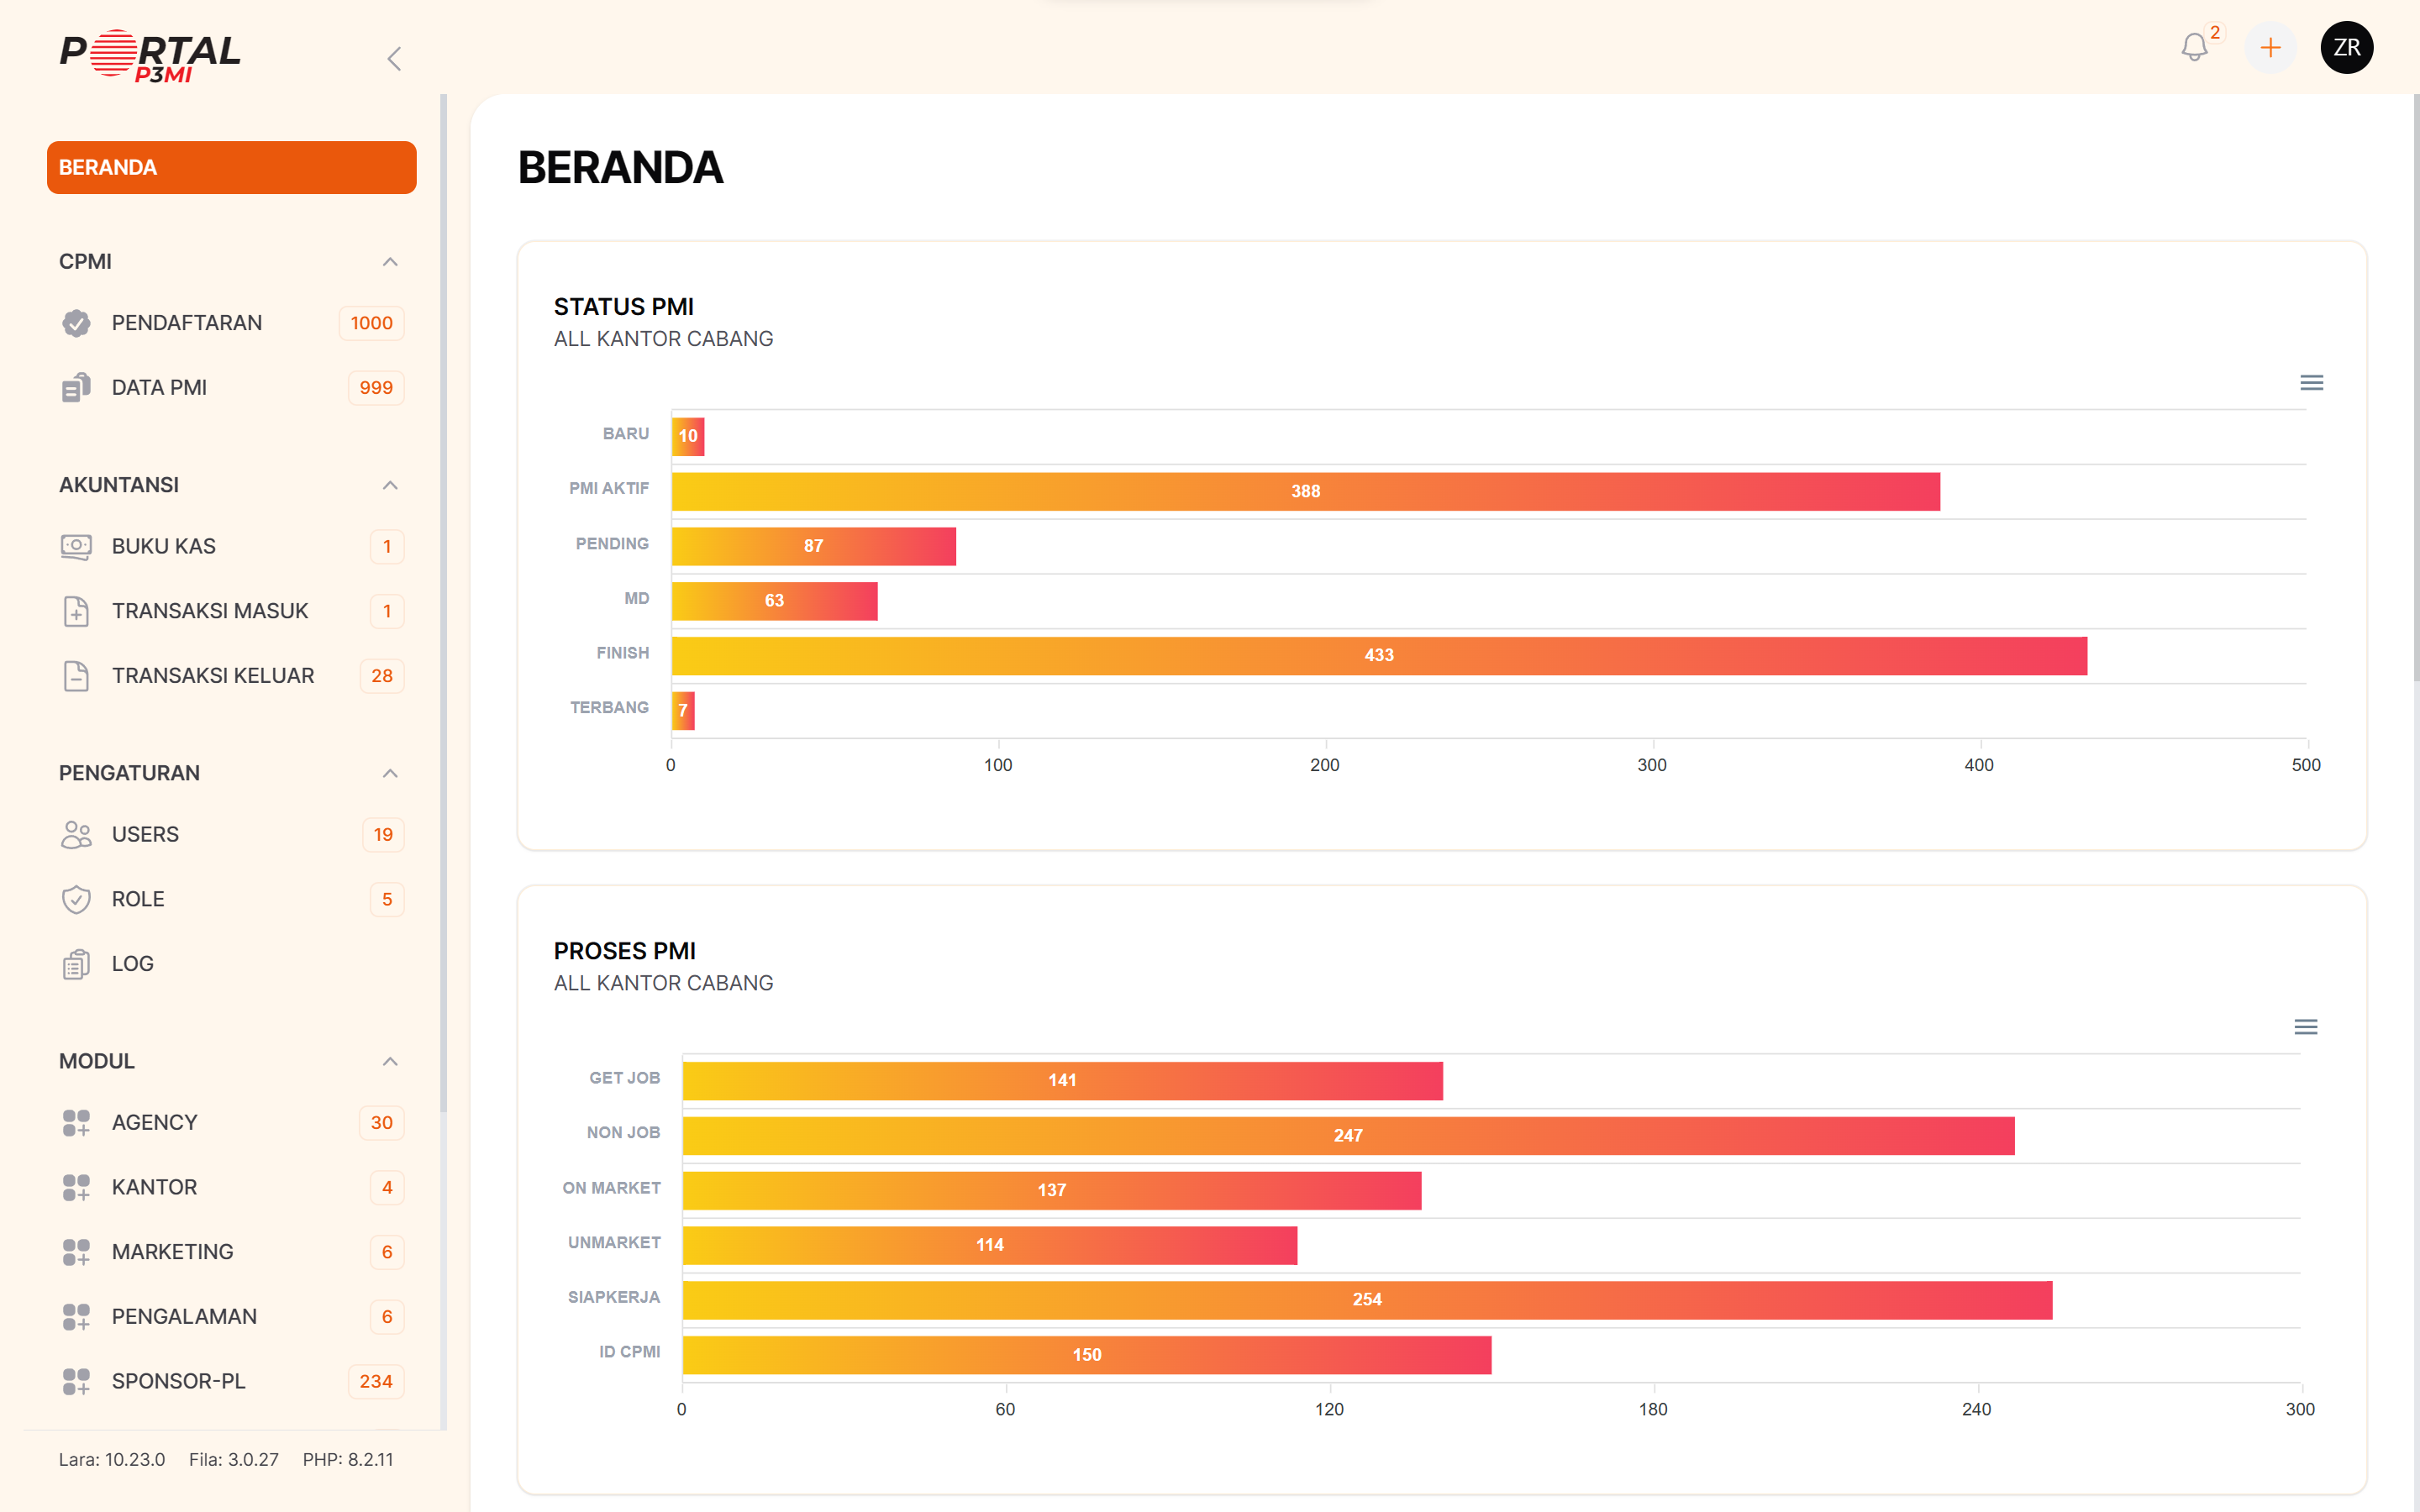 PORTAL
P3MI
2
ZR
BERANDA
CPMI
PENDAFTARAN 1000
DATA PMI 999
AKUNTANSI
BUKU KAS 1
TRANSAKSI MASUK 1
TRANSAKSI KELUAR 28
PENGATURAN
USERS 19
ROLE 5
LOG
MODUL
AGENCY 30
KANTOR 4
MARKETING 6
PENGALAMAN 6
SPONSOR-PL 234
Lara: 10.23.0 Fila: 3.0.27 PHP: 8.2.11
BERANDA
STATUS PMI
ALL KANTOR CABANG
BARU 10
PMI AKTIF 388
PENDING 87
MD 63
FINISH 433
TERBANG 7
0 100 200 300 400 500
PROSES PMI
ALL KANTOR CABANG
GET JOB 141
NON JOB 247
ON MARKET 137
UNMARKET 114
SIAPKERJA 254
ID CPMI 150
0 60 120 180 240 300